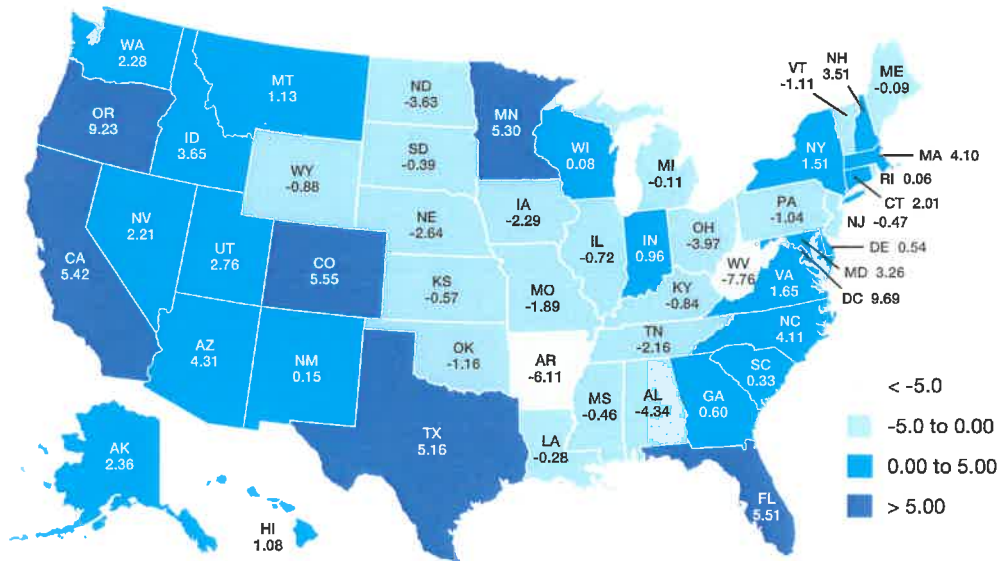 WA
2.28
OR
9.23
CA
5.42
NV
2.21
ID
3.65
MT
1.13
WY
-0.88
UT
2.76
AZ
4.31
CO
5.55
NM
0.15
ND
-3.63
SD
-0.39
NE
-2.64
KS
-0.57
OK
-1.16
TX
5.16
MN
5.30
IA
-2.29
MO
-1.89
AR
-6.11
LA
-0.28
WI
0.08
IL
-0.72
MI
-0.11
IN
0.96
OH
-3.97
KY
-0.84
TN
-2.16
MS
-0.46
AL
-4.34
GA
0.60
FL
5.51
SC
0.33
NC
4.11
VA
1.65
WV
-7.76
PA
-1.04
NY
1.51
VT
-1.11
NH
3.51
ME
-0.09
MA 4.10
RI 0.06
CT 2.01
NJ -0.47
DE 0.54
MD 3.26
DC 9.69
AK
2.36
HI
1.08
< -5.0
-5.0 to 0.00
0.00 to 5.00
> 5.00